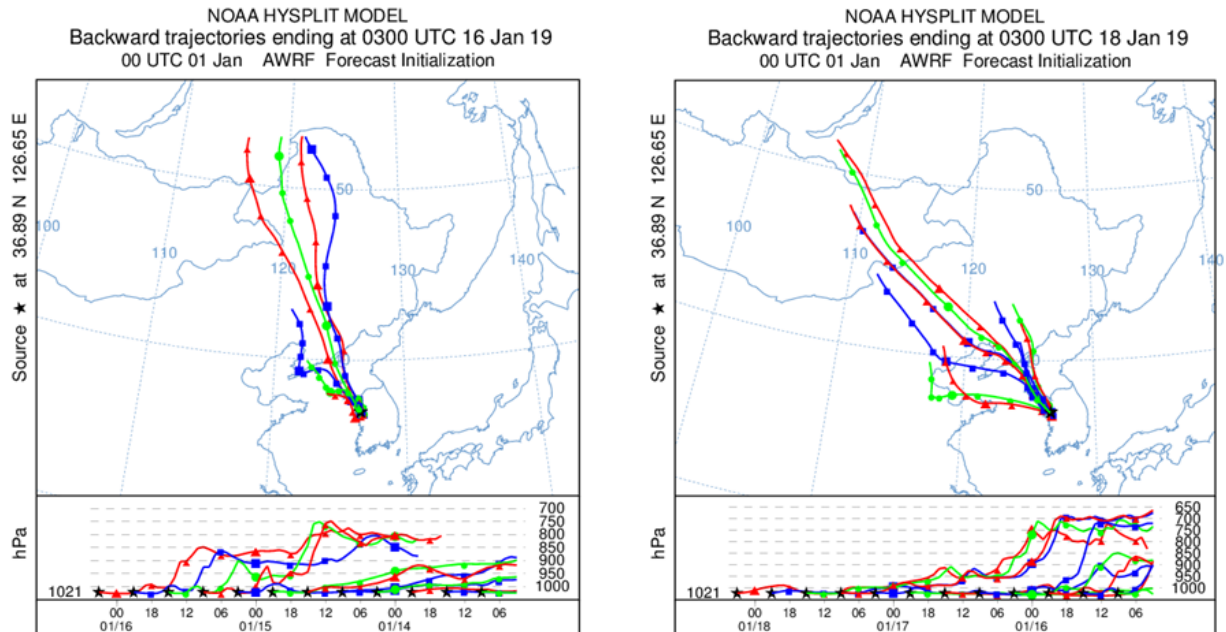 NOAA HYSPLIT MODEL
Backward trajectories ending at 0300 UTC 16 Jan 19
00 UTC 01 Jan AWRF Forecast Initialization
Source ★ at 36.89 N 126.65 E
100
110
120
50
130
140
hPa
700
750
800
850
900
950
1000
1021
00 18 12 06 00 18 12 06 00 18 12 06
01/16 01/15 01/14
NOAA HYSPLIT MODEL
Backward trajectories ending at 0300 UTC 18 Jan 19
00 UTC 01 Jan AWRF Forecast Initialization
Source ★ at 36.89 N 126.65 E
100
110
120
50
130
140
hPa
650
700
750
800
850
900
950
1000
1021
00 18 12 06 00 18 12 06 00 18 12 06
01/18 01/17 01/16